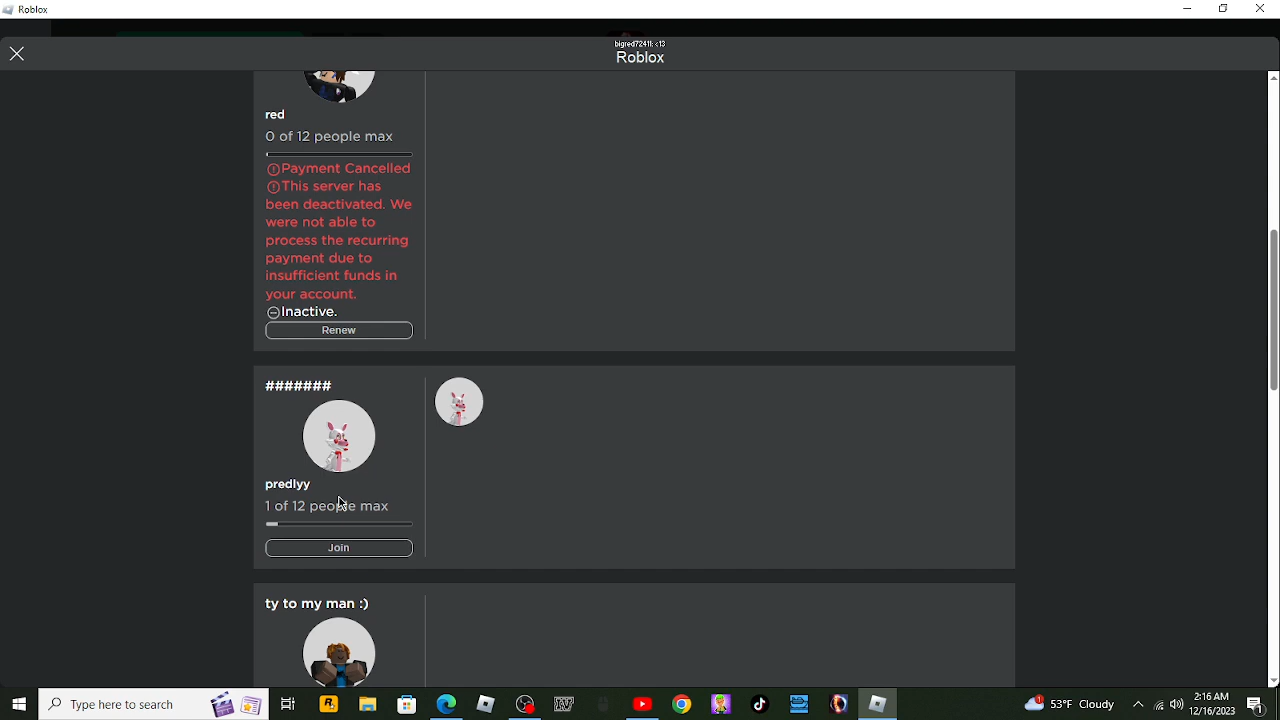 Roblox
bigred72411: <13
Roblox
red
0 of 12 people max
Payment Cancelled
This server has
been deactivated. We
were not able to
process the recurring
payment due to
insufficient funds in
your account.
Inactive.
Renew
#######
predlyy
1 of 12 people max
Join
ty to my man :)
Type here to search
53°F Cloudy
2:16 AM
12/16/2023